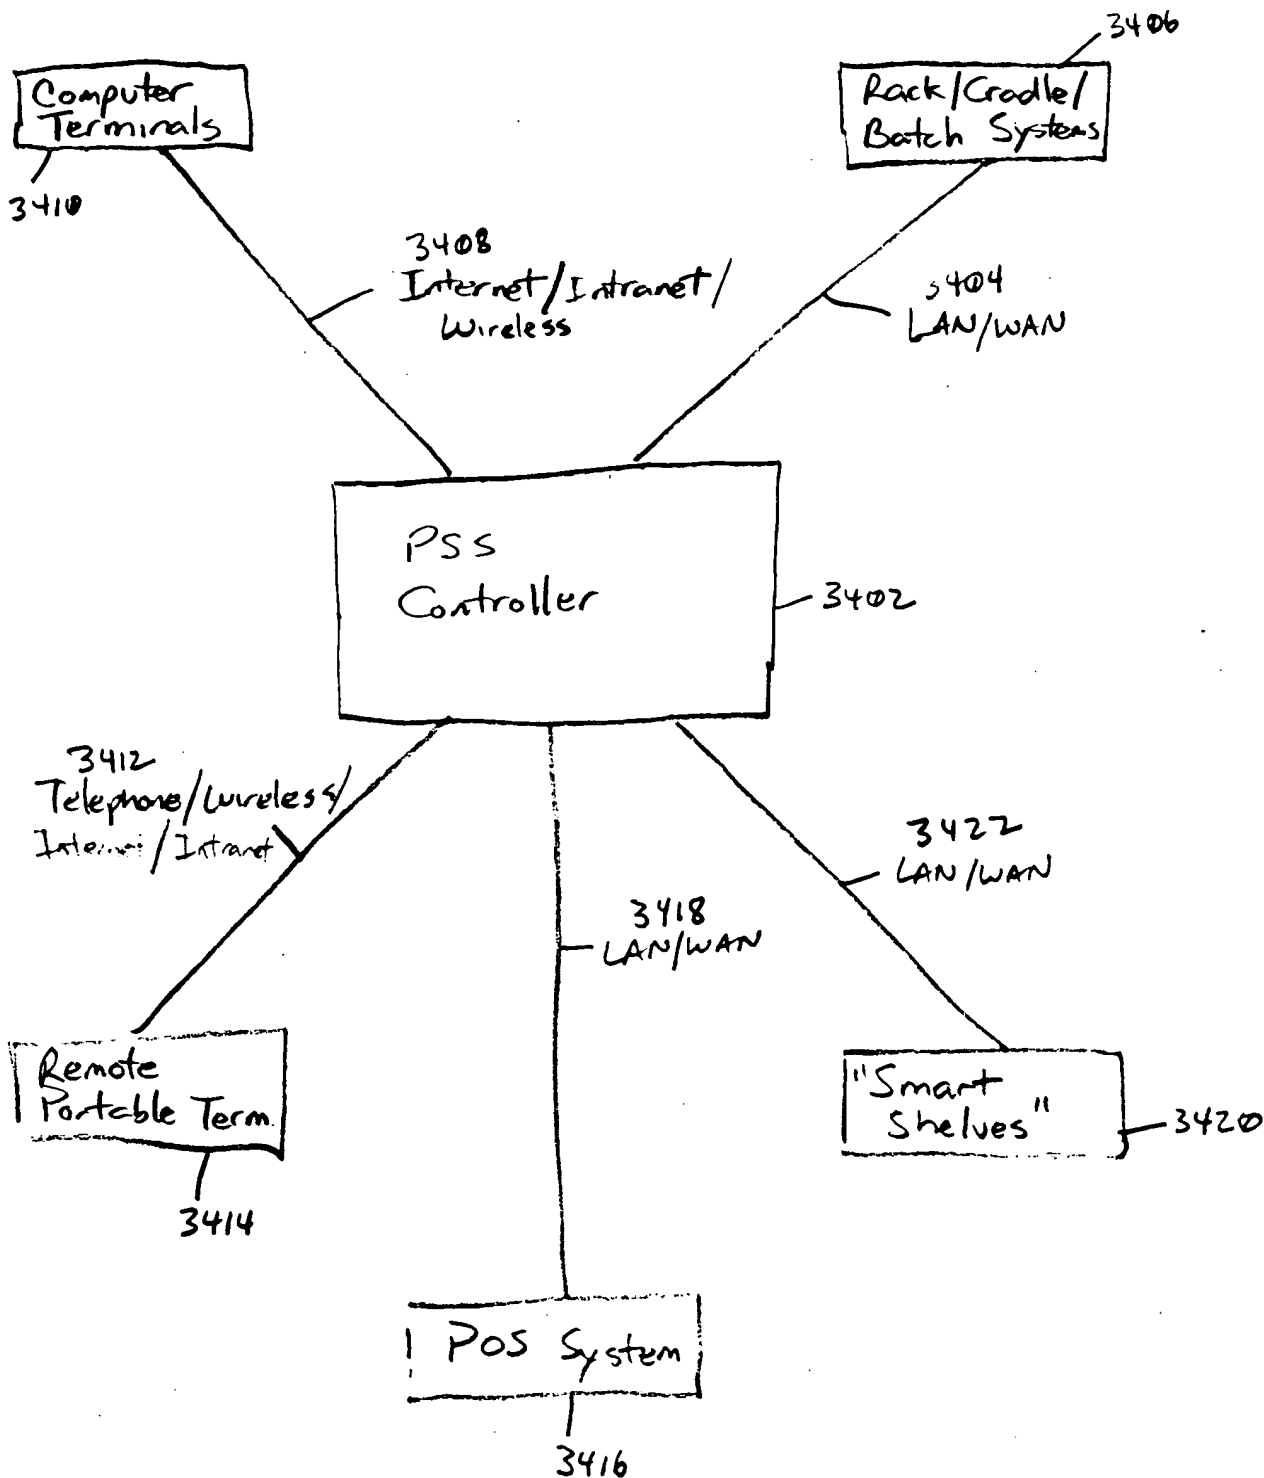 3406
Computer
Terminals
Rack/Cradle/
Batch Systems
3410
3408
Internet/Intranet/
Wireless
3404
LAN/WAN
PSS
Controller
3402
3412
Telephone/Wireless/
Internet/Intranet
3422
LAN/WAN
3418
LAN/WAN
Remote
Portable Term.
"Smart
Shelves"
3420
3414
POS System
3416